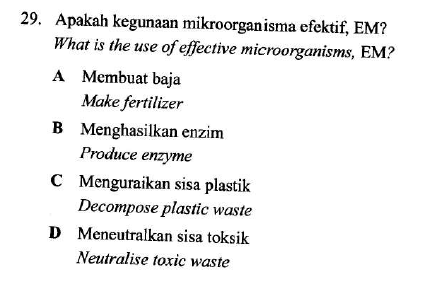 29. Apakah kegunaan mikroorganisma efektif, EM?
What is the use of effective microorganisms, EM?
A Membuat baja
Make fertilizer
B Menghasilkan enzim
Produce enzyme
C Menguraikan sisa plastik
Decompose plastic waste
D Meneutralkan sisa toksik
Neutralise toxic waste